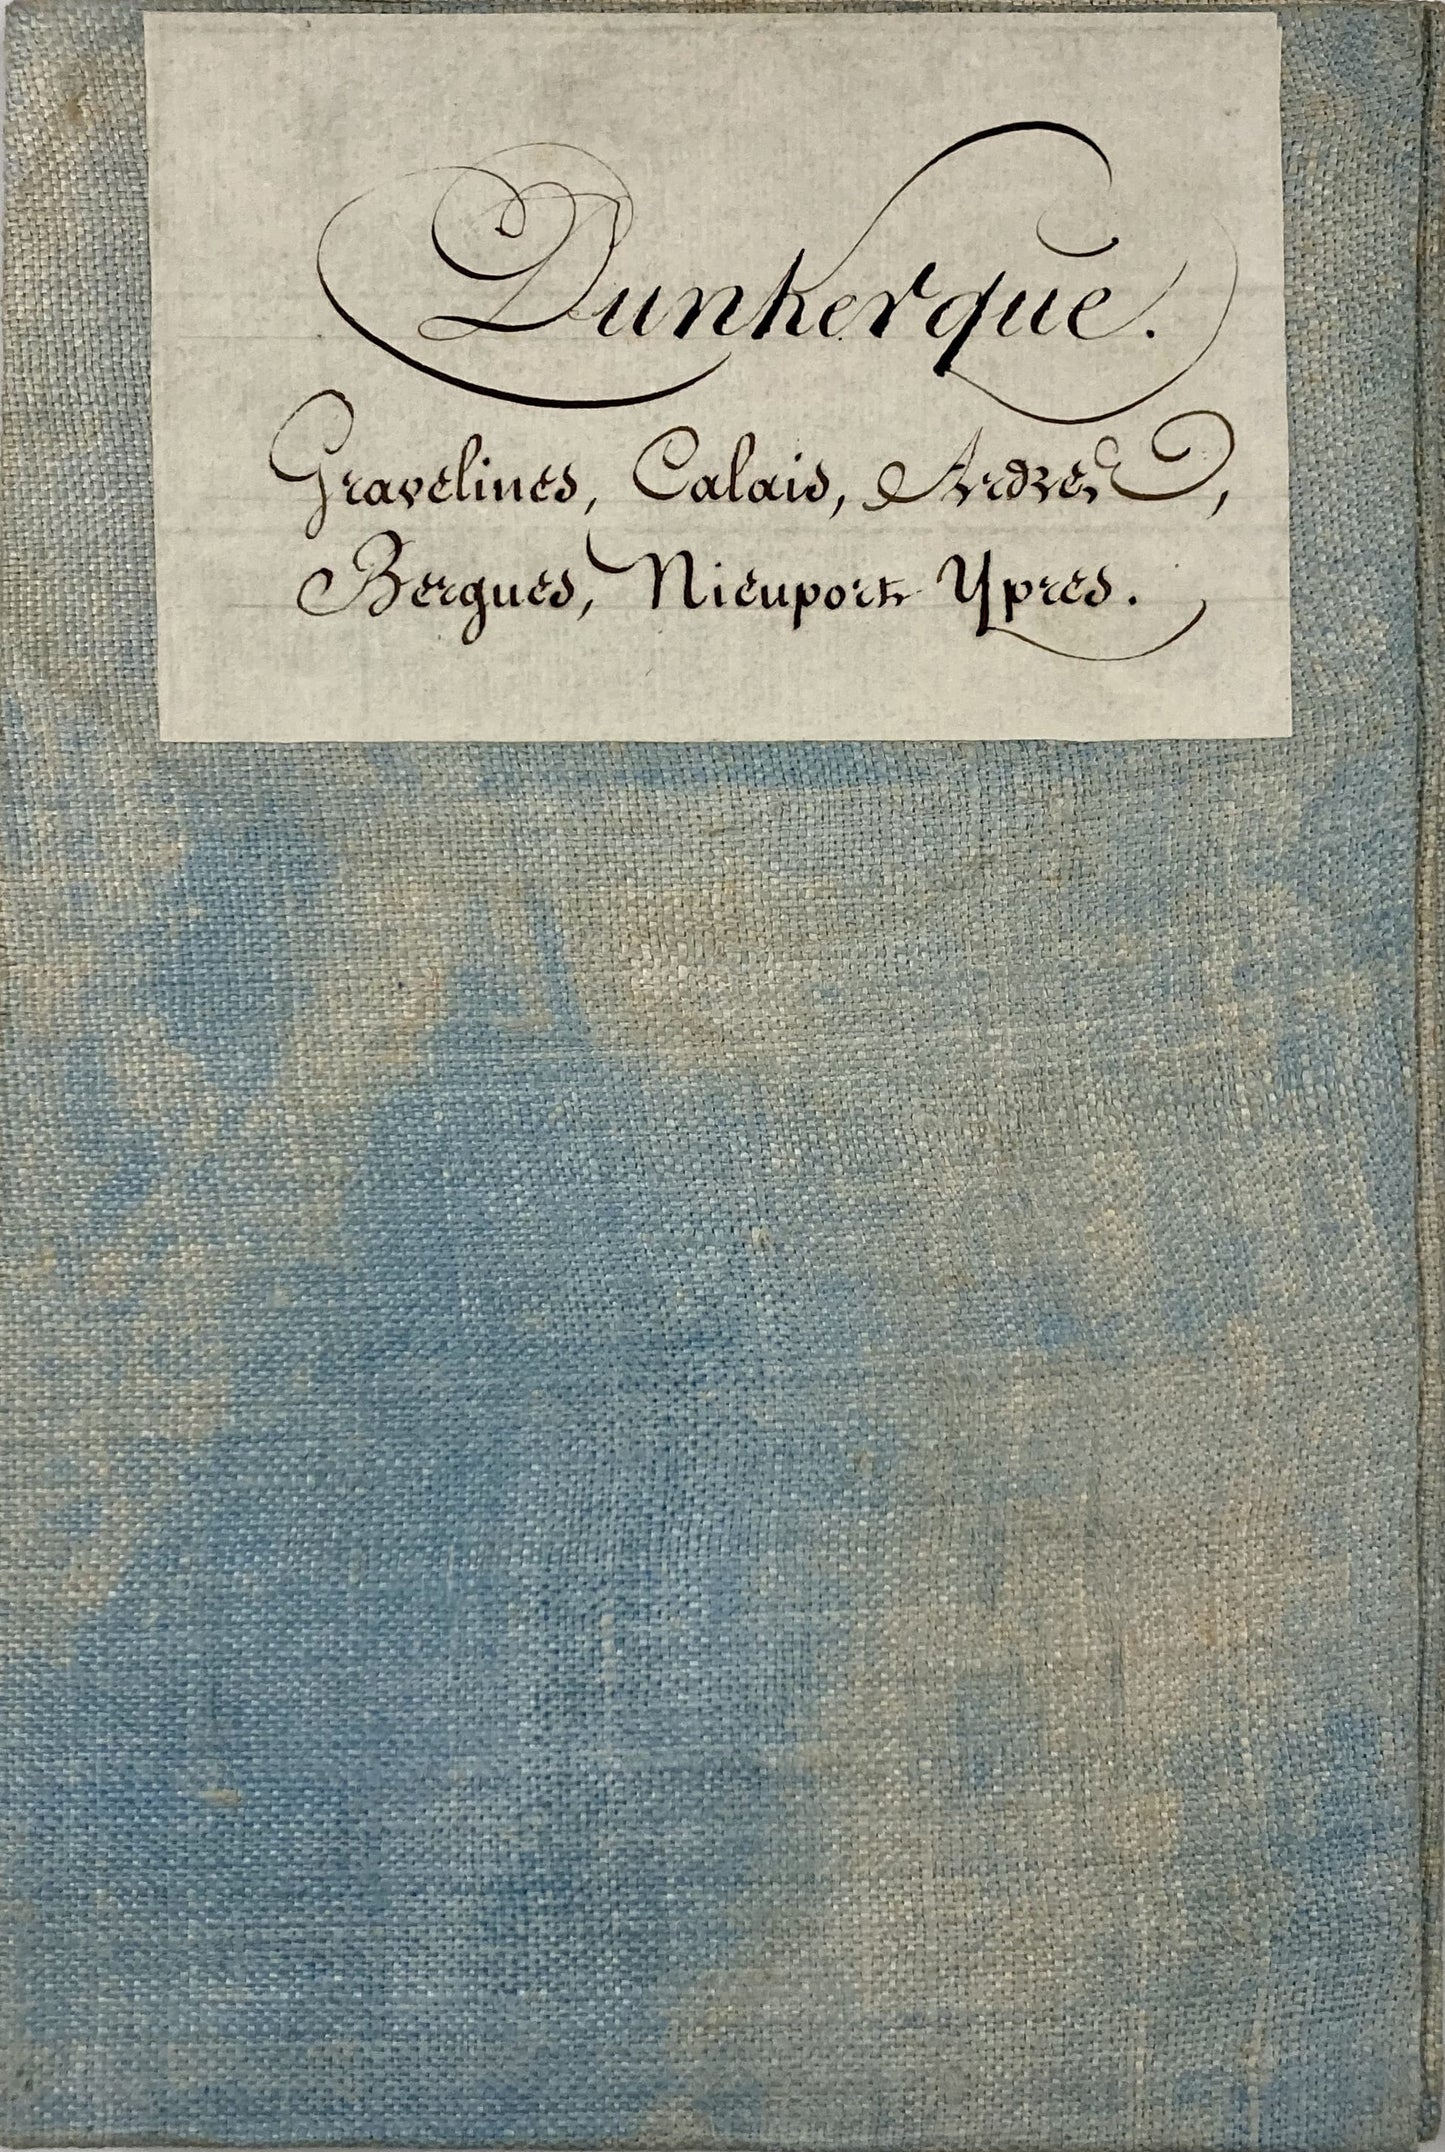 Dunkerque.
Gravelines, Calais, Ardres,
Bergues, Nieuport Ypres.